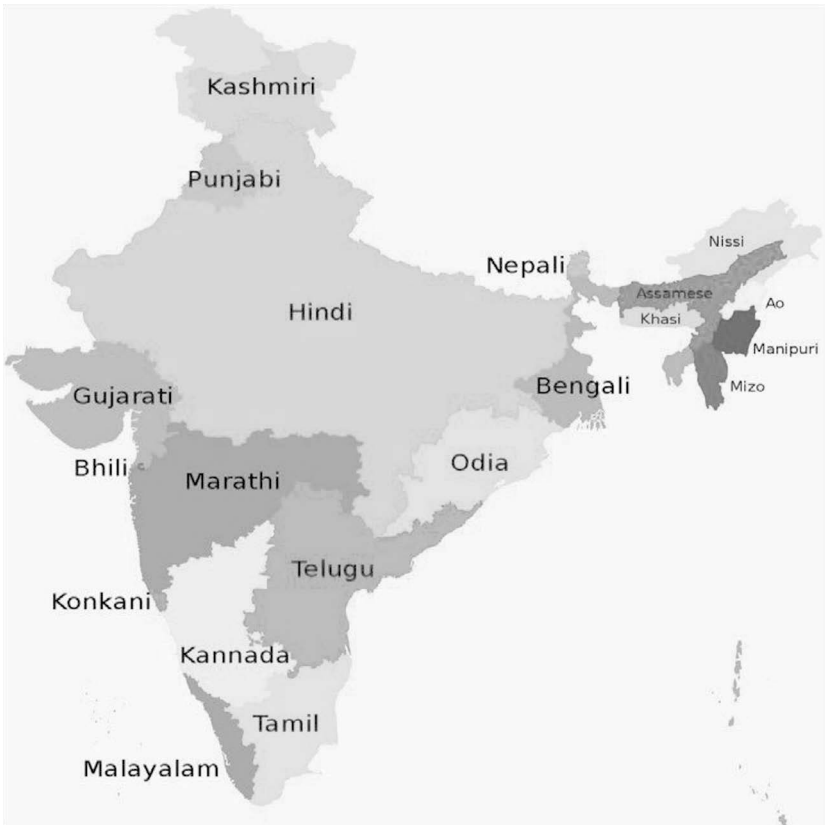 Kashmiri
Punjabi
Nissi
Nepali
Assamese
Ao
Hindi
Khasi
Manipuri
Gujarati
Bengali
Mizo
Bhili
Marathi
Odia
Telugu
Konkani
Kannada
Tamil
Malayalam